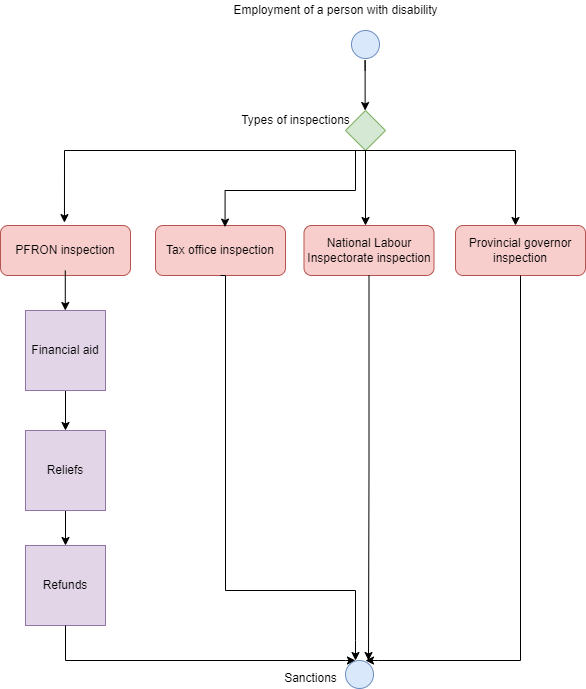 Employment of a person with disability
Types of inspections
PFRON inspection
Tax office inspection
National Labour
Inspectorate inspection
Provincial governor
inspection
Financial aid
Reliefs
Refunds
Sanctions